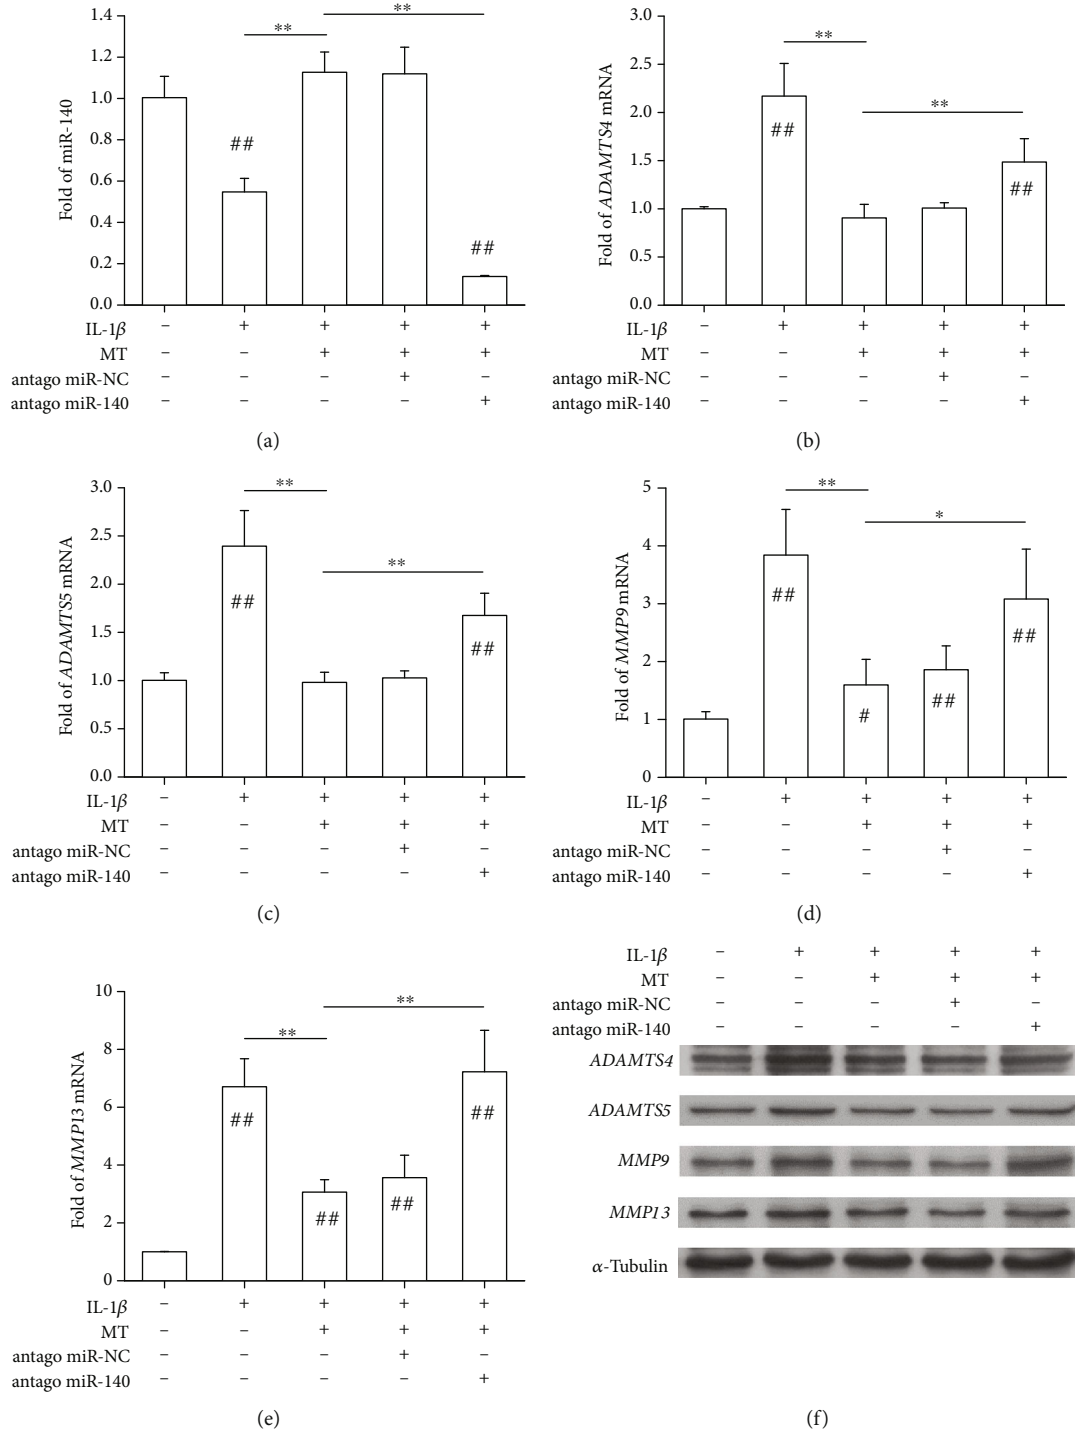 **
**
##
##
1.4
1.2
1.0
0.8
0.6
0.4
0.2
0.0
Fold of miR-140
IL-1β − + + + +
MT − − + + +
antago miR-NC − − − + −
antago miR-140 − − − − +
(a)
**
**
##
##
3.0
2.5
2.0
1.5
1.0
0.5
0.0
Fold of ADAMTS4 mRNA
IL-1β − + + + +
MT − − + + +
antago miR-NC − − − + −
antago miR-140 − − − − +
(b)
**
**
##
##
3.0
2.5
2.0
1.5
1.0
0.5
0.0
Fold of ADAMTS5 mRNA
IL-1β − + + + +
MT − − + + +
antago miR-NC − − − + −
antago miR-140 − − − − +
(c)
**
*
##
#
##
##
5
4
3
2
1
0
Fold of MMP9 mRNA
IL-1β − + + + +
MT − − + + +
antago miR-NC − − − + −
antago miR-140 − − − − +
(d)
**
**
##
##
##
##
10
8
6
4
2
0
Fold of MMP13 mRNA
IL-1β − + + + +
MT − − + + +
antago miR-NC − − − + −
antago miR-140 − − − − +
(e)
IL-1β − + + + +
MT − − + + +
antago miR-NC − − − + −
antago miR-140 − − − − +
ADAMTS4
ADAMTS5
MMP9
MMP13
α-Tubulin
(f)